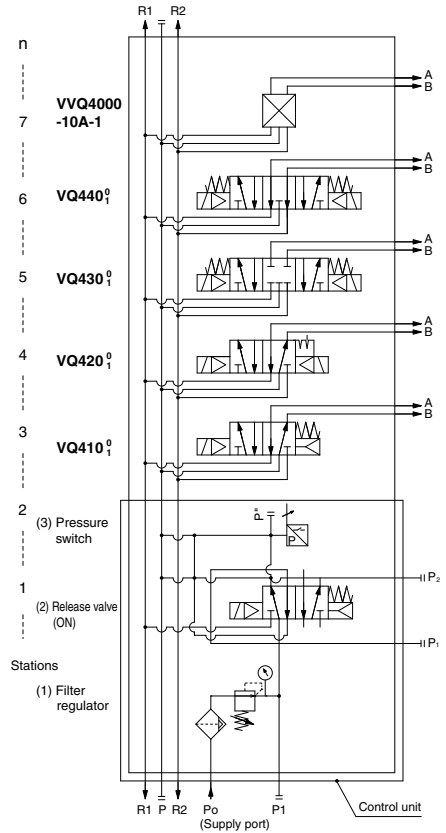 R1 P R2
n
VVQ4000
-10A-1
7
A
B
6
VQ440 0 1
A
B
5
VQ430 0 1
A
B
4
VQ420 0 1
A
B
3
VQ410 0 1
A
B
2
(3) Pressure
switch
P"
P
P2
1
(2) Release valve
(ON)
P1
Stations
(1) Filter
regulator
R1 P R2 Po P1
(Supply port)
Control unit